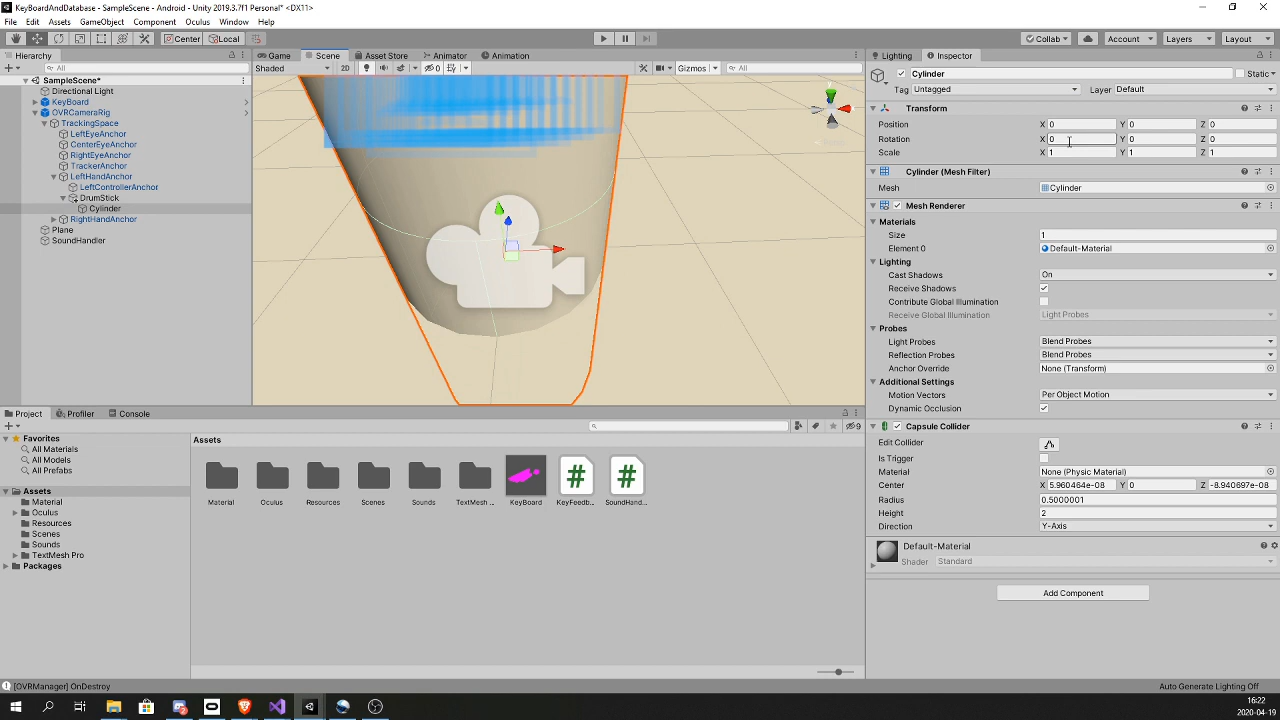 KeyBoardAndDatabase - SampleScene - Android - Unity 2019.3.7f1 Personal* <DX11>
File Edit Assets GameObject Component Oculus Window Help
Center Local Collab Account Layers Layout
Hierarchy Game Scene Asset Store Animator Animation Lighting Inspector
All Shaded 2D 0 Gizmos All
SampleScene*
Directional Light
KeyBoard
OVRCameraRig
TrackingSpace
LeftEyeAnchor
CenterEyeAnchor
RightEyeAnchor
TrackerAnchor
LeftHandAnchor
LeftControllerAnchor
DrumStick
Cylinder
RightHandAnchor
Plane
SoundHandler
Cylinder Static
Tag Untagged Layer Default
Transform
Position X 0 Y 0 Z 0
Rotation X 0 Y 0 Z 0
Scale X 1 Y 1 Z 1
Cylinder (Mesh Filter)
Mesh Cylinder
Mesh Renderer
Materials
Size 1
Element 0 Default-Material
Lighting
Cast Shadows On
Receive Shadows
Contribute Global Illumination
Receive Global Illumination Light Probes
Probes
Light Probes Blend Probes
Reflection Probes Blend Probes
Anchor Override None (Transform)
Additional Settings
Motion Vectors Per Object Motion
Dynamic Occlusion
Capsule Collider
Edit Collider
Is Trigger
Material None (Physic Material)
Center X 5.960464e-08 Y 0 Z -8.940697e-08
Radius 0.5000001
Height 2
Direction Y-Axis
Default-Material
Shader Standard
Add Component
Project Profiler Console
9
Favorites
All Materials
All Models
All Prefabs
Assets
Material
Oculus
Resources
Scenes
Sounds
TextMesh Pro
Packages
Assets
Material Oculus Resources Scenes Sounds TextMesh ... KeyBoard KeyFeedb... SoundHand...
[OVRManager] OnDestroy Auto Generate Lighting Off
16:22
2020-04-19